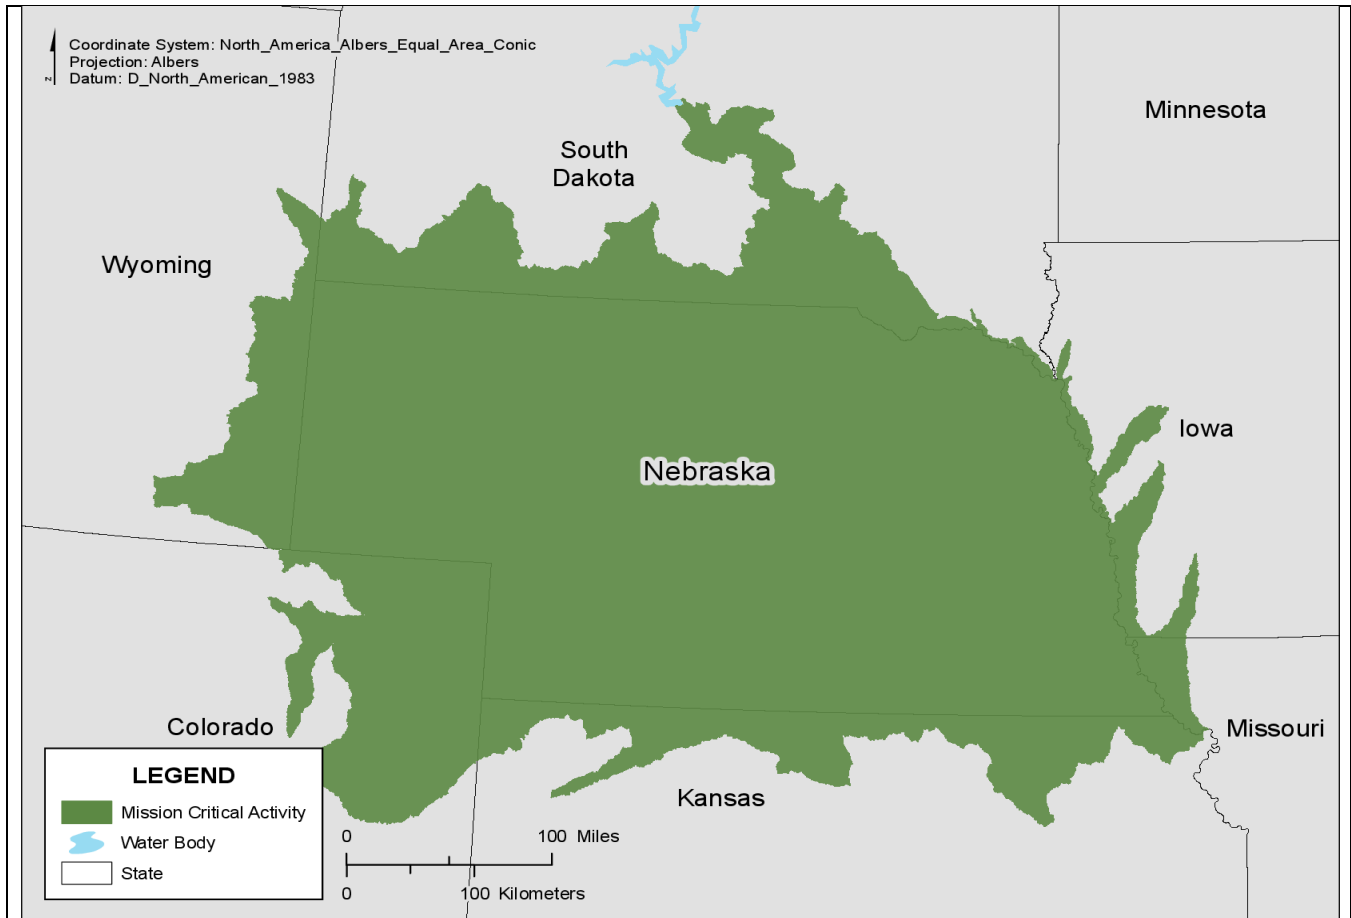 Coordinate System: North_America_Albers_Equal_Area_Conic
Projection: Albers
Datum: D_North_American_1983
N
Minnesota
South
Dakota
Wyoming
Iowa
Nebraska
Colorado
Missouri
Kansas
LEGEND
Mission Critical Activity
Water Body
State
0 100 Miles
0 100 Kilometers